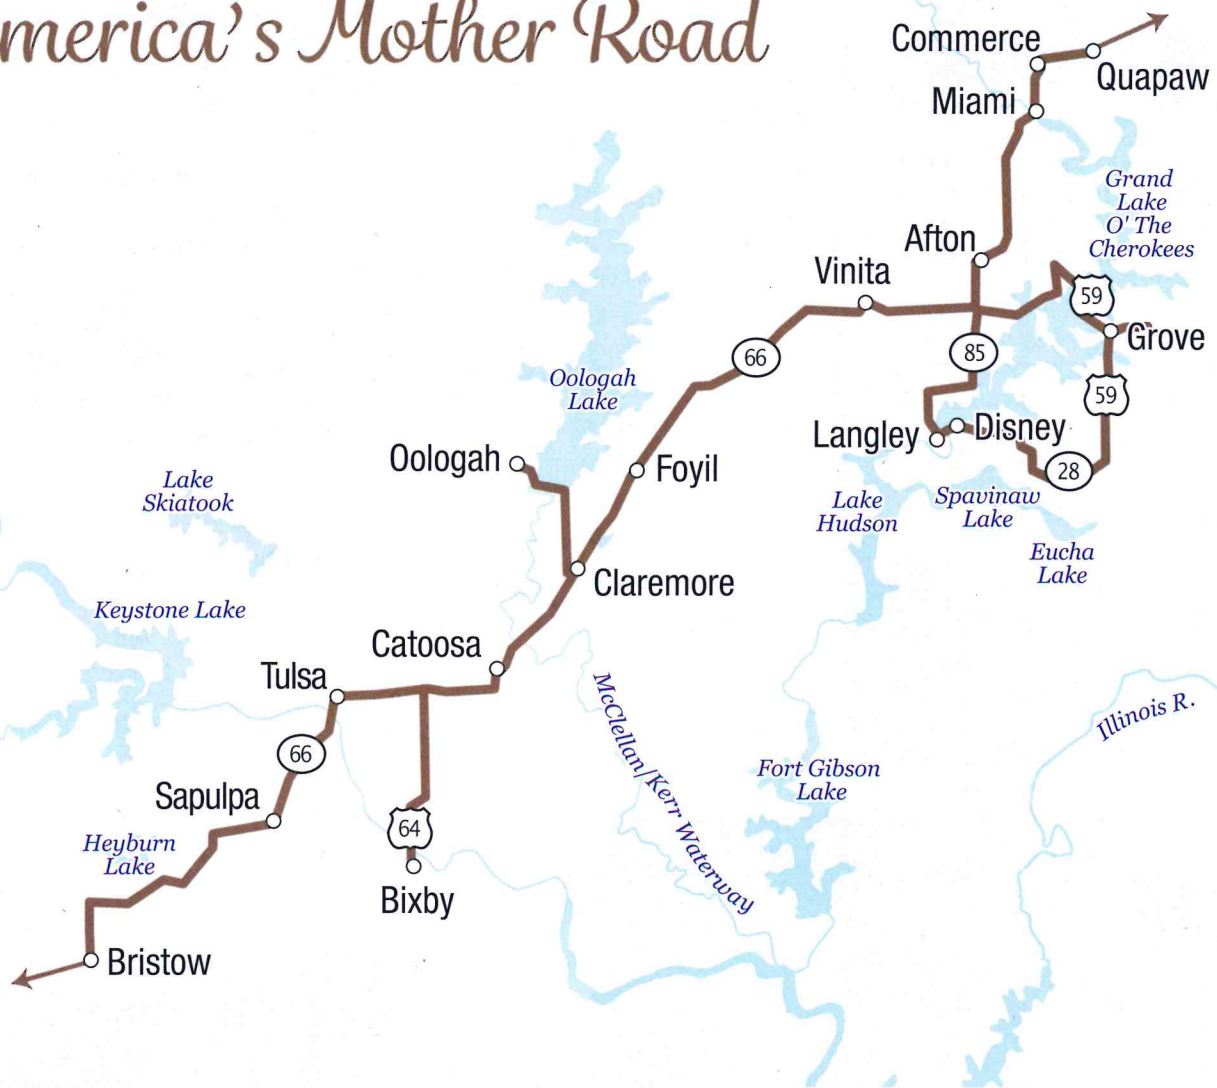 merica's Mother Road
Commerce
Quapaw
Miami
Grand
Lake
O' The
Cherokees
Afton
Vinita
59
Grove
85
66
59
Oologah
Lake
Langley
Disney
Oologah
Foyil
28
Lake
Skiatook
Lake
Hudson
Spavinaw
Lake
Eucha
Lake
Claremore
Keystone Lake
Catoosa
Tulsa
McClellan/Kerr Waterway
Illinois R.
66
Fort Gibson
Lake
Sapulpa
64
Heyburn
Lake
Bixby
Bristow